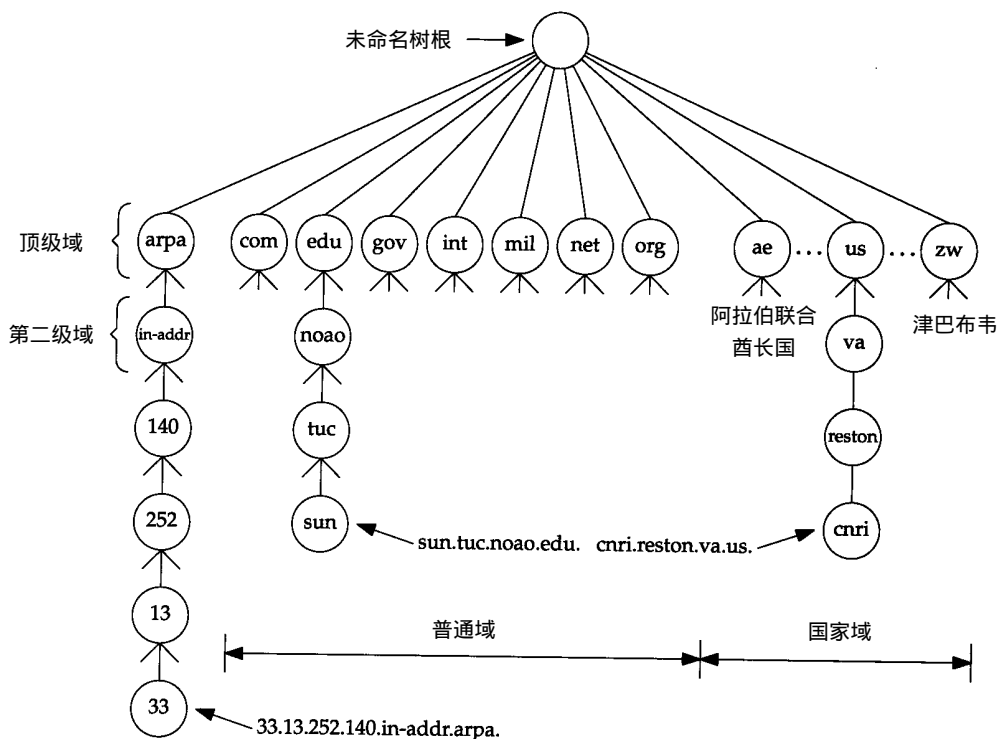 未命名树根
顶级域
arpa
com
edu
gov
int
mil
net
org
ae
...
us
...
zw
第二级域
in-addr
noao
阿拉伯联合
酋长国
va
津巴布韦
140
tuc
reston
252
sun
sun.tuc.noao.edu.
cnri.reston.va.us.
cnri
13
普通域
国家域
33
33.13.252.140.in-addr.arpa.